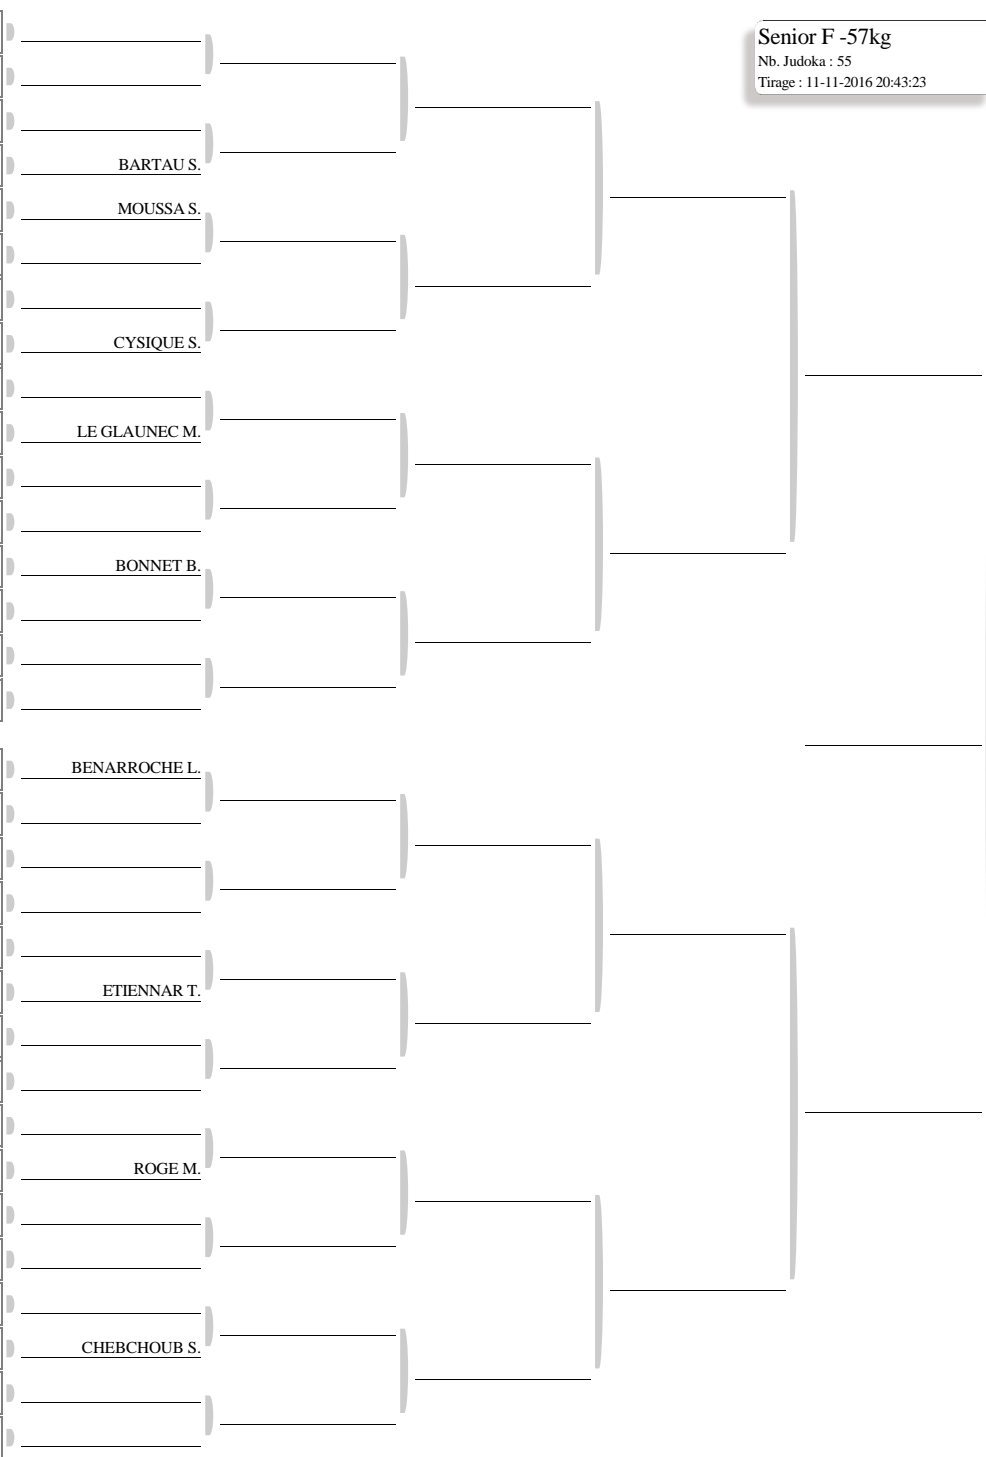 Senior F -57kg
Nb. Judoka : 55
Tirage : 11-11-2016 20:43:23
BARTAU S.
MOUSSA S.
CYSIQUE S.
LE GLAUNEC M.
BONNET B.
BENARROCHE L.
ETIENNAR T.
ROGE M.
CHEBCHOUB S.